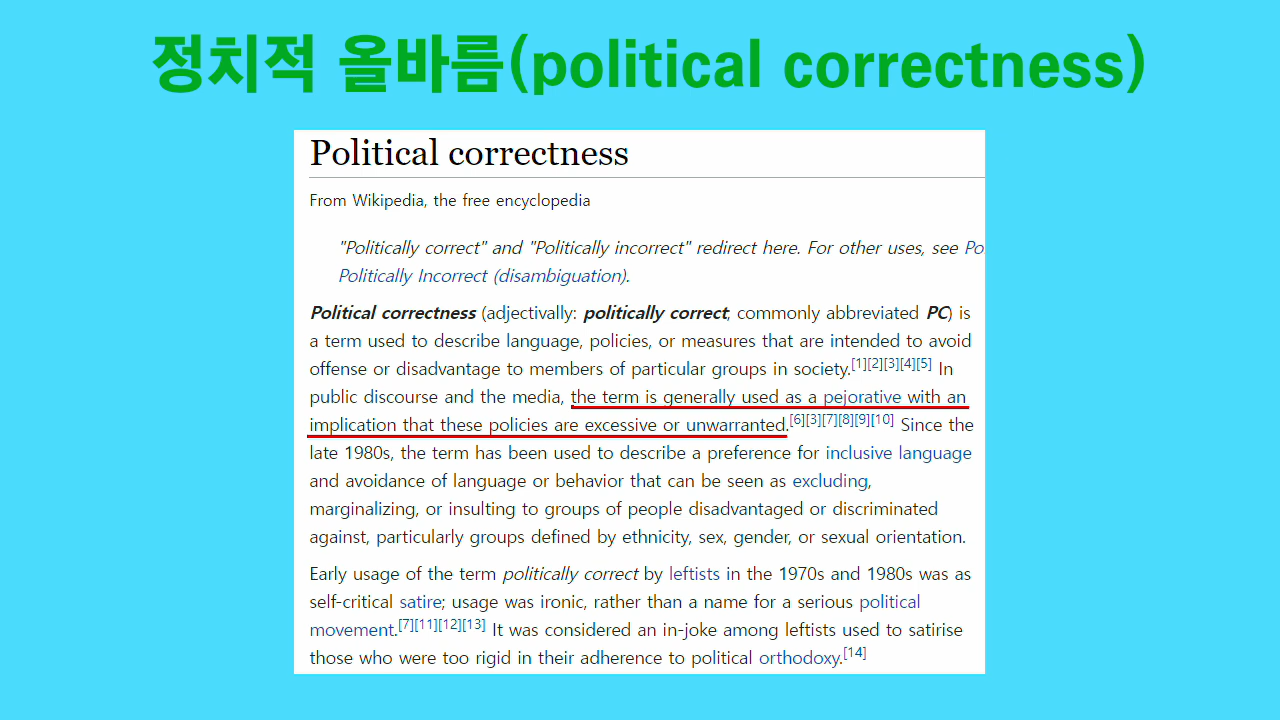 정치적 올바름(political correctness)
Political correctness
From Wikipedia, the free encyclopedia
"Politically correct" and "Politically incorrect" redirect here. For other uses, see
Politically Incorrect (disambiguation).
Political correctness (adjectivally: politically correct; commonly abbreviated PC) is
a term used to describe language, policies, or measures that are intended to avoid
offense or disadvantage to members of particular groups in society.[1][2][3][4][5] In
public discourse and the media, the term is generally used as a pejorative with an
implication that these policies are excessive or unwarranted.[6][3][7][8][9][10] Since the
late 1980s, the term has been used to describe a preference for inclusive language
and avoidance of language or behavior that can be seen as excluding,
marginalizing, or insulting to groups of people disadvantaged or discriminated
against, particularly groups defined by ethnicity, sex, gender, or sexual orientation.
Early usage of the term politically correct by leftists in the 1970s and 1980s was as
self-critical satire; usage was ironic, rather than a name for a serious political
movement.[7][11][12][13] It was considered an in-joke among leftists used to satirise
those who were too rigid in their adherence to political orthodoxy.[14]